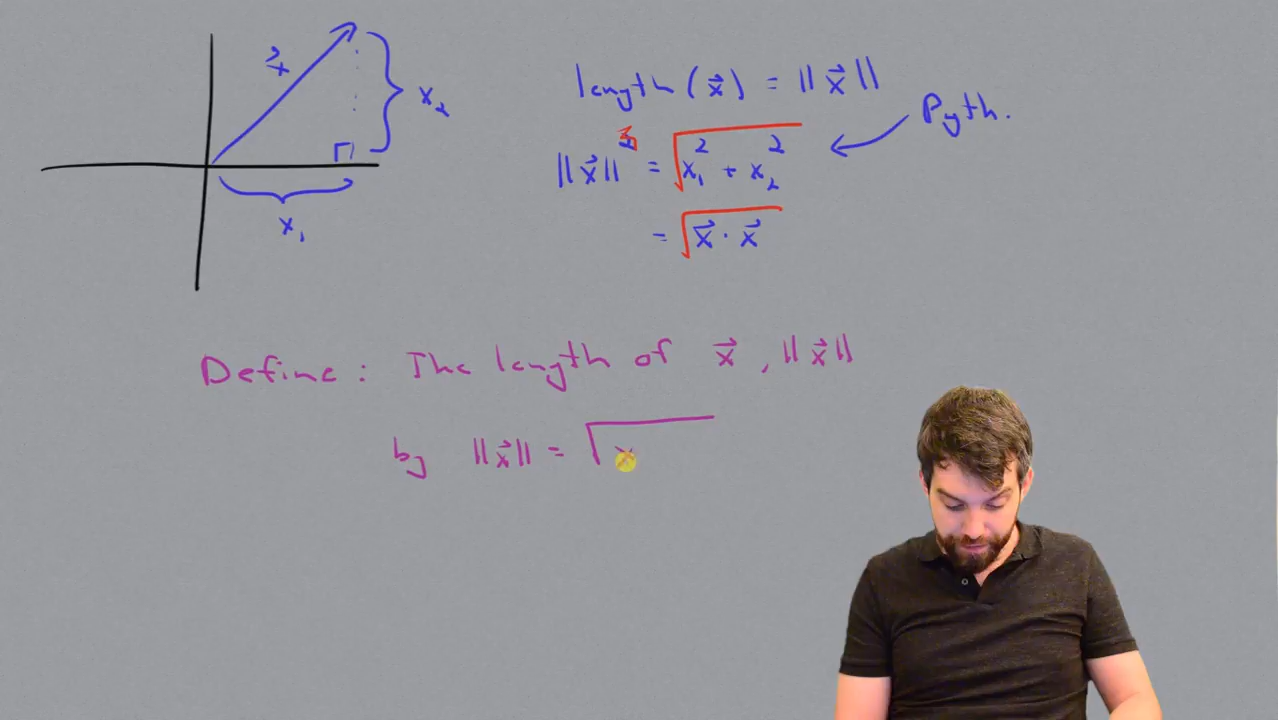 x⃗
x₂
x₁
length(x⃗) = ||x⃗||
Pyth.
||x⃗|| = √x₁² + x₂²
= √x⃗ · x⃗
Define: The length of x⃗, ||x⃗||
by ||x⃗|| = √x